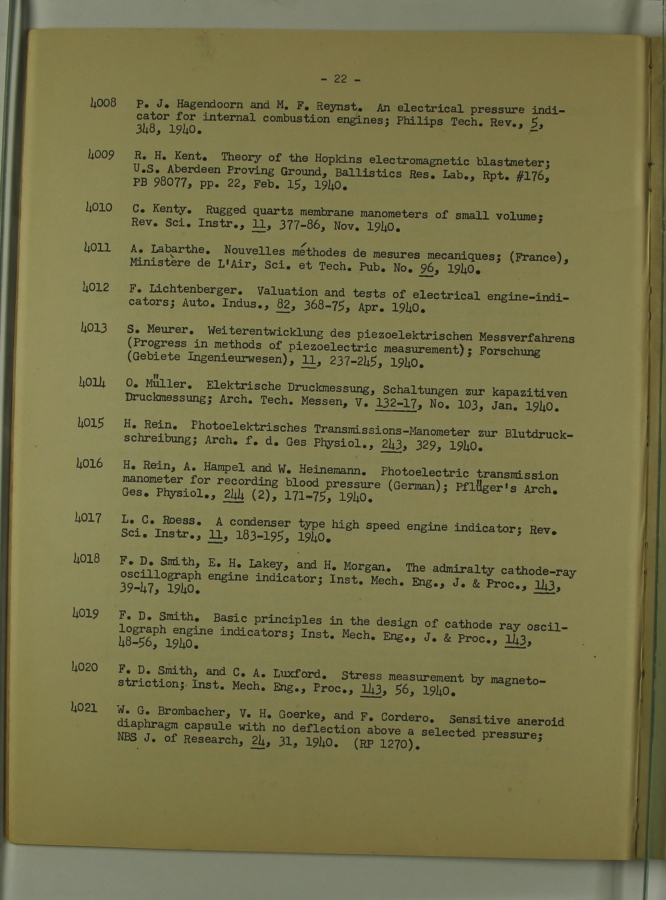 - 22 -
4008 P. J. Hagendoorn and M. F. Reynst. An electrical pressure indi-
cator for internal combustion engines; Philips Tech. Rev., 5,
348, 1940.
4009 R. H. Kent. Theory of the Hopkins electromagnetic blastmeter;
U.S. Aberdeen Proving Ground, Ballistics Res. Lab., Rpt. #176,
PB 98077, pp. 22, Feb. 15, 1940.
4010 C. Kenty. Rugged quartz membrane manometers of small volume;
Rev. Sci. Instr., 11, 377-86, Nov. 1940.
4011 A. Labarthe. Nouvelles méthodes de mesures mecaniques; (France),
Ministère de L'Air, Sci. et Tech. Pub. No. 96, 1940.
4012 F. Lichtenberger. Valuation and tests of electrical engine-indi-
cators; Auto. Indus., 82, 368-75, Apr. 1940.
4013 S. Meurer. Weiterentwicklung des piezoelektrischen Messverfahrens
(Progress in methods of piezoelectric measurement); Forschung
(Gebiete Ingenieurwesen), 11, 237-245, 1940.
4014 O. Müller. Elektrische Druckmessung, Schaltungen zur kapazitiven
Druckmessung; Arch. Tech. Messen, V. 132-17, No. 103, Jan. 1940.
4015 H. Rein. Photoelektrisches Transmissions-Manometer zur Blutdruck-
schreibung; Arch. f. d. Ges Physiol., 243, 329, 1940.
4016 H. Rein, A. Hampel and W. Heinemann. Photoelectric transmission
manometer for recording blood pressure (German); Pflüger's Arch.
Ges. Physiol., 244 (2), 171-75, 1940.
4017 L. C. Roess. A condenser type high speed engine indicator; Rev.
Sci. Instr., 11, 183-195, 1940.
4018 F. D. Smith, E. H. Lakey, and H. Morgan. The admiralty cathode-ray
oscillograph engine indicator; Inst. Mech. Eng., J. & Proc., 143,
39-47, 1940.
4019 F. D. Smith. Basic principles in the design of cathode ray oscil-
lograph engine indicators; Inst. Mech. Eng., J. & Proc., 143,
48-56, 1940.
4020 F. D. Smith, and C. A. Luxford. Stress measurement by magneto-
striction; Inst. Mech. Eng., Proc., 143, 56, 1940.
4021 W. G. Brombacher, V. H. Goerke, and F. Cordero. Sensitive aneroid
diaphragm capsule with no deflection above a selected pressure;
NBS J. of Research, 24, 31, 1940. (RP 1270).